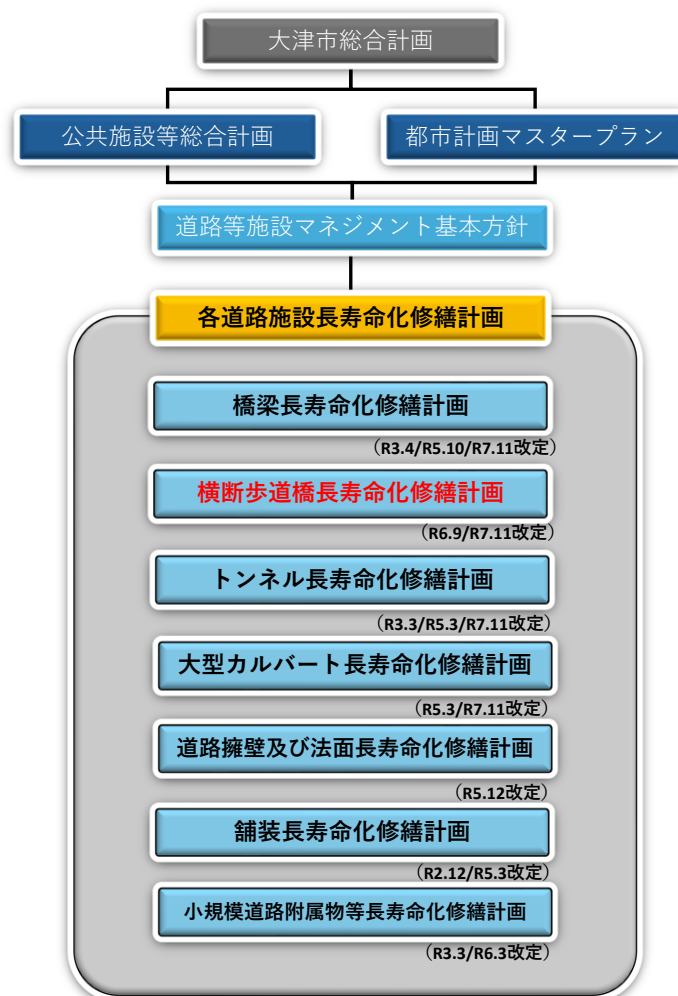 大津市総合計画
公共施設等総合計画
都市計画マスタープラン
道路等施設マネジメント基本方針
各道路施設長寿命化修繕計画
橋梁長寿命化修繕計画
（R3.4/R5.10/R7.11改定）
横断歩道橋長寿命化修繕計画
（R6.9/R7.11改定）
トンネル長寿命化修繕計画
（R3.3/R5.3/R7.11改定）
大型カルバート長寿命化修繕計画
（R5.3/R7.11改定）
道路擁壁及び法面長寿命化修繕計画
（R5.12改定）
舗装長寿命化修繕計画
（R2.12/R5.3改定）
小規模道路附属物等長寿命化修繕計画
（R3.3/R6.3改定）